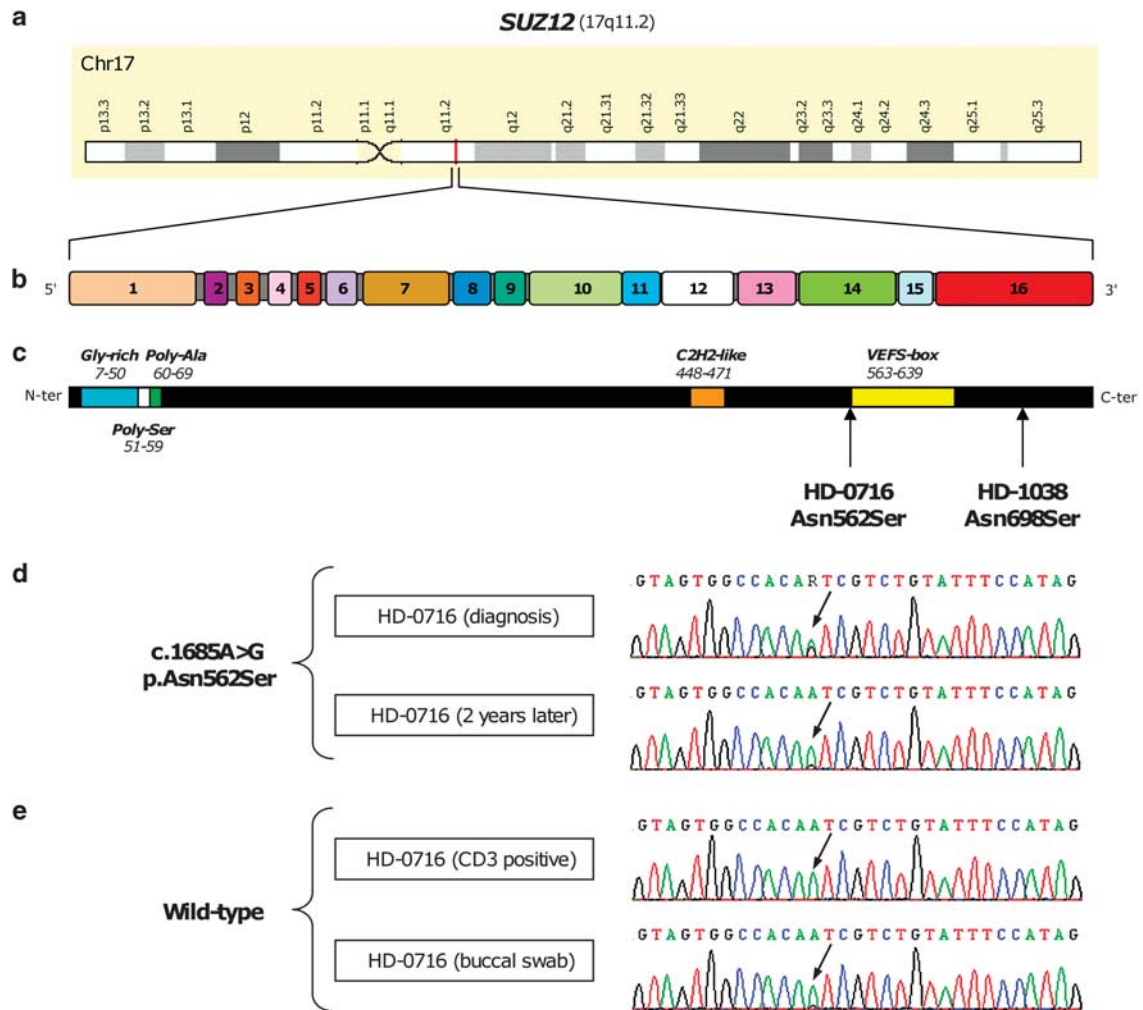 a
SUZ12 (17q11.2)
Chr17
p13.3 p13.2 p13.1 p12 p11.2 p11.1 q11.1 q11.2 q12 q21.2 q21.31 q21.32 q21.33 q22 q23.2 q23.3 q24.1 q24.2 q24.3 q25.1 q25.3
b
5' 1 2 3 4 5 6 7 8 9 10 11 12 13 14 15 16 3'
c
Gly-rich Poly-Ala C2H2-like VEFS-box
7-50 60-69 448-471 563-639
N-ter C-ter
Poly-Ser
51-59
HD-0716 HD-1038
Asn562Ser Asn698Ser
d
GTAGTGGCCACARTCGTCTGTATTTCCATAG
HD-0716 (diagnosis)
c.1685A>G
p.Asn562Ser
GTAGTGGCCACAATCGTCTGTATTTCCATAG
HD-0716 (2 years later)
e
GTAGTGGCCACAATCGTCTGTATTTCCATAG
HD-0716 (CD3 positive)
Wild-type
GTAGTGGCCACAATCGTCTGTATTTCCATAG
HD-0716 (buccal swab)